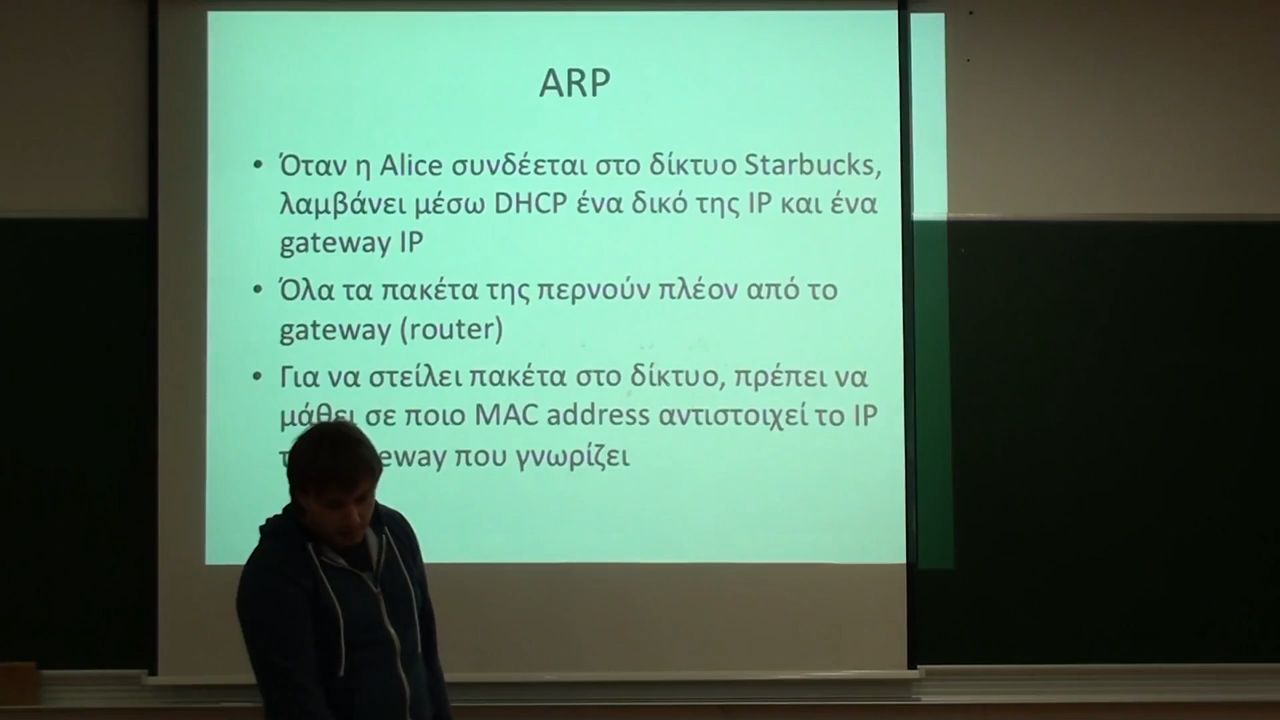 ARP
• Όταν η Alice συνδέεται στο δίκτυο Starbucks,
λαμβάνει μέσω DHCP ένα δικό της IP και ένα
gateway IP
• Όλα τα πακέτα της περνούν πλέον από το
gateway (router)
• Για να στείλει πακέτα στο δίκτυο, πρέπει να
μάθει σε ποιο MAC address αντιστοιχεί το IP
που γνωρίζει